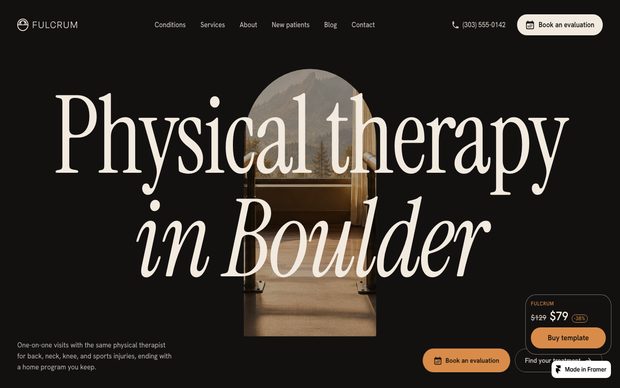 FULCRUM
Conditions Services About New patients Blog Contact
(303) 555-0142
Book an evaluation
Physical therapy
in Boulder
One-on-one visits with the same physical therapist
for back, neck, knee, and sports injuries, ending with
a home program you keep.
Book an evaluation
Find your treatment
FULCRUM
$129 $79 -38%
Buy template
Made in Framer